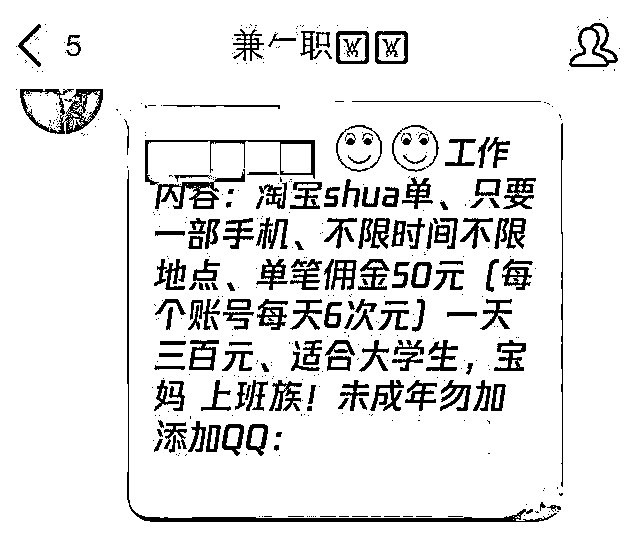 5
兼𠂉职
工作
内容：淘宝shua单、只要
一部手机、不限时间不限
地点、单笔佣金50元（每
个账号每天6次元）一天
三百元、适合大学生，宝
妈 上班族！未成年勿加
添加QQ：